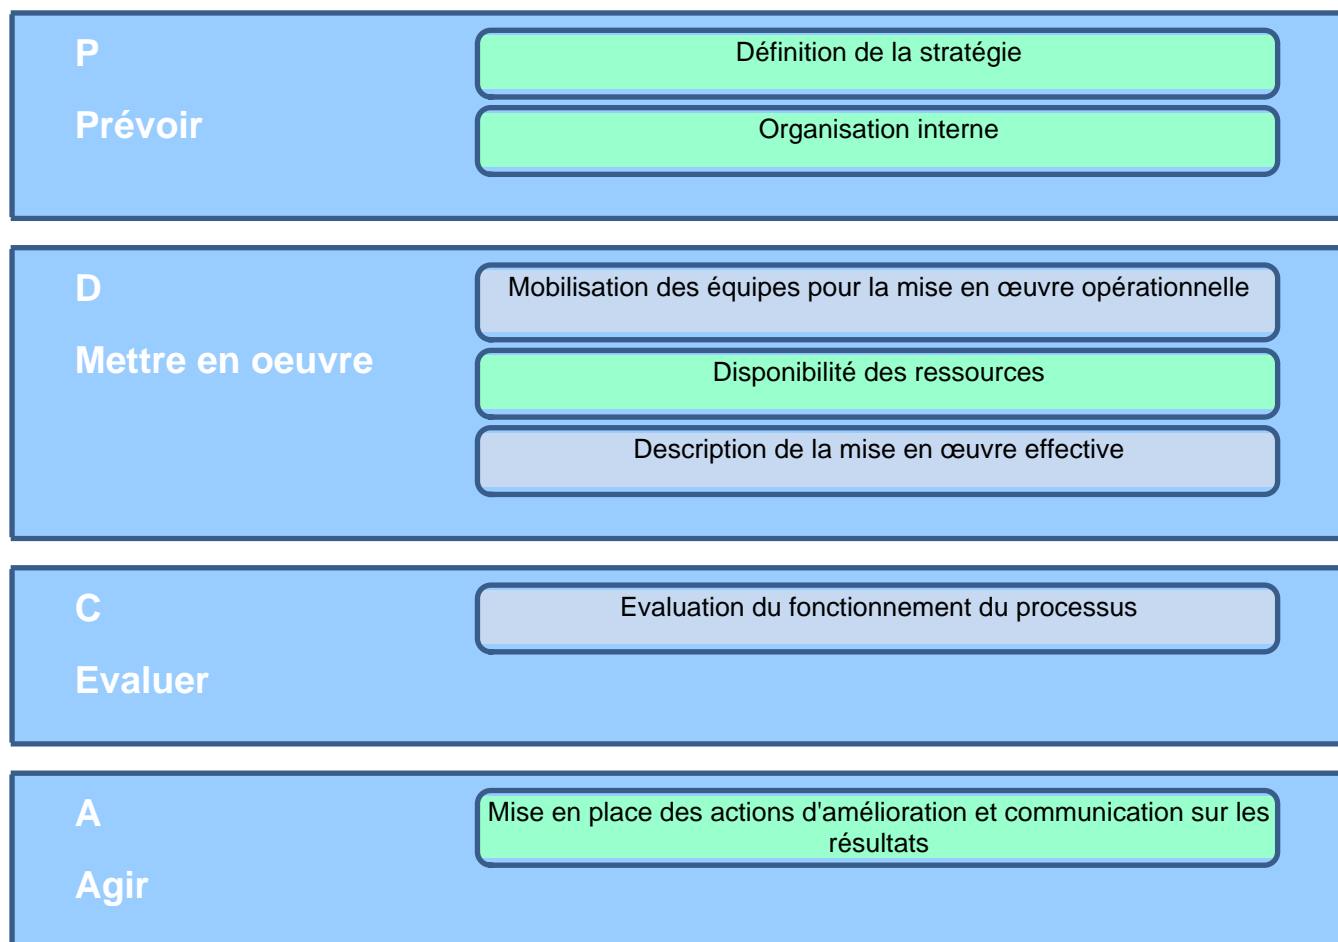 P
Prévoir
Définition de la stratégie
Organisation interne
D
Mettre en oeuvre
Mobilisation des équipes pour la mise en œuvre opérationnelle
Disponibilité des ressources
Description de la mise en œuvre effective
C
Evaluer
Evaluation du fonctionnement du processus
A
Agir
Mise en place des actions d'amélioration et communication sur les
résultats